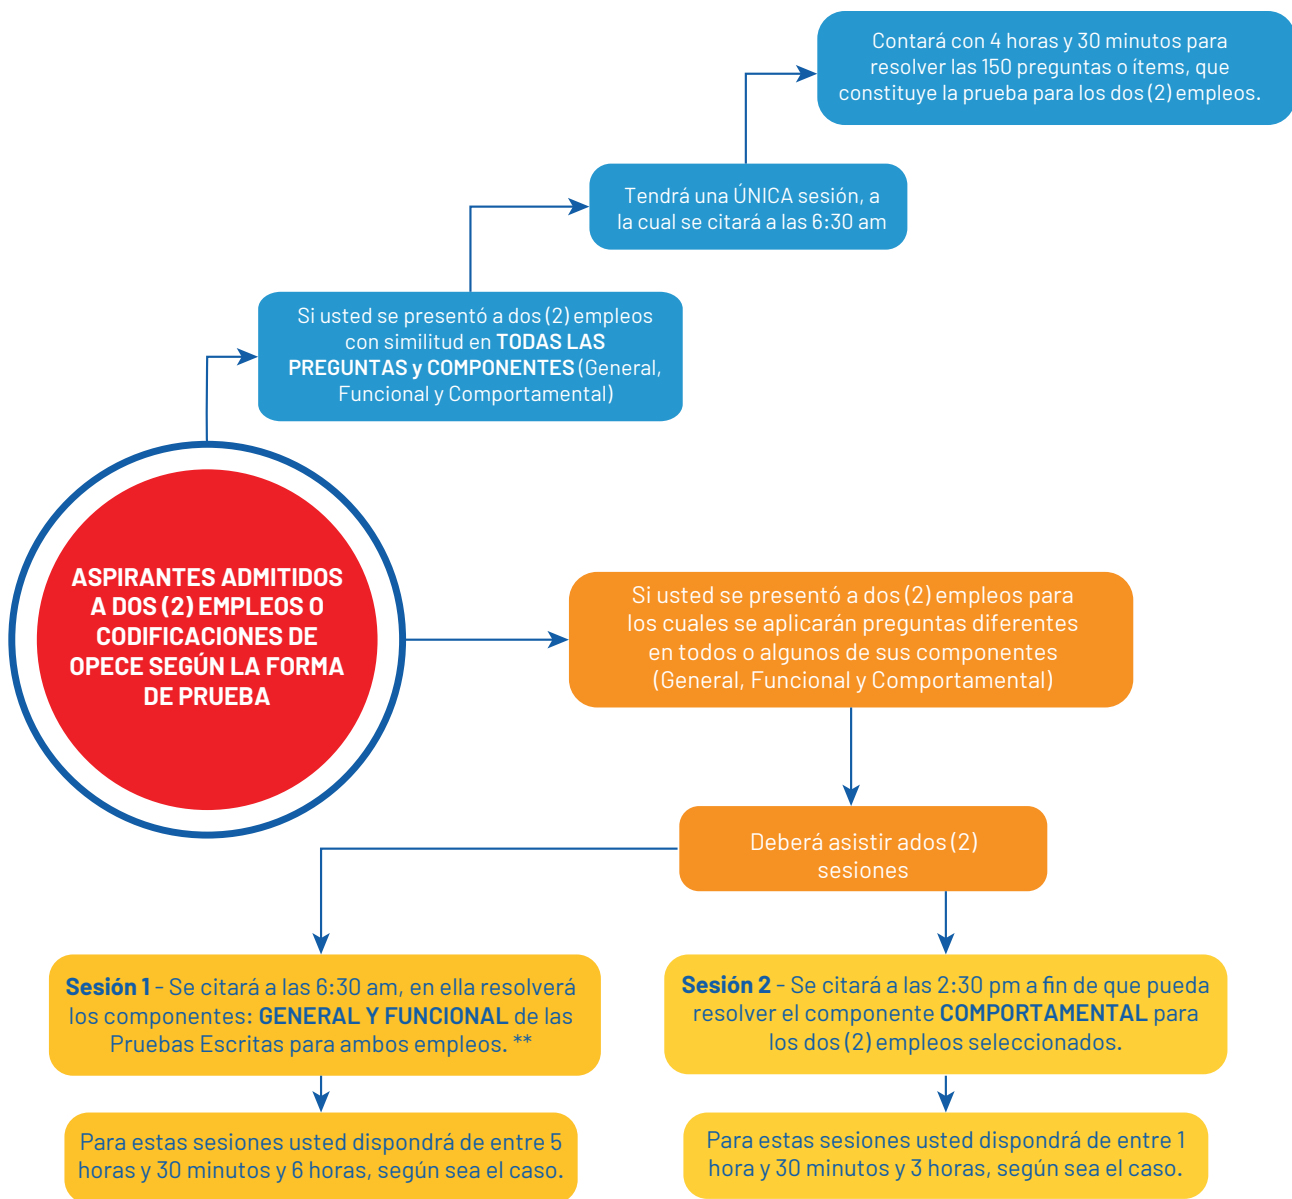 Contará con 4 horas y 30 minutos para
resolver las 150 preguntas o ítems, que
constituye la prueba para los dos (2) empleos.
Tendrá una ÚNICA sesión, a
la cual se citará a las 6:30 am
Si usted se presentó a dos (2) empleos
con similitud en TODAS LAS
PREGUNTAS y COMPONENTES (General,
Funcional y Comportamental)
ASPIRANTES ADMITIDOS
A DOS (2) EMPLEOS O
CODIFICACIONES DE
OPECE SEGÚN LA FORMA
DE PRUEBA
Si usted se presentó a dos (2) empleos para
los cuales se aplicarán preguntas diferentes
en todos o algunos de sus componentes
(General, Funcional y Comportamental)
Deberá asistir ados (2)
sesiones
Sesión 1 - Se citará a las 6:30 am, en ella resolverá
los componentes: GENERAL Y FUNCIONAL de las
Pruebas Escritas para ambos empleos. **
Para estas sesiones usted dispondrá de entre 5
horas y 30 minutos y 6 horas, según sea el caso.
Sesión 2 - Se citará a las 2:30 pm a fin de que pueda
resolver el componente COMPORTAMENTAL para
los dos (2) empleos seleccionados.
Para estas sesiones usted dispondrá de entre 1
hora y 30 minutos y 3 horas, según sea el caso.